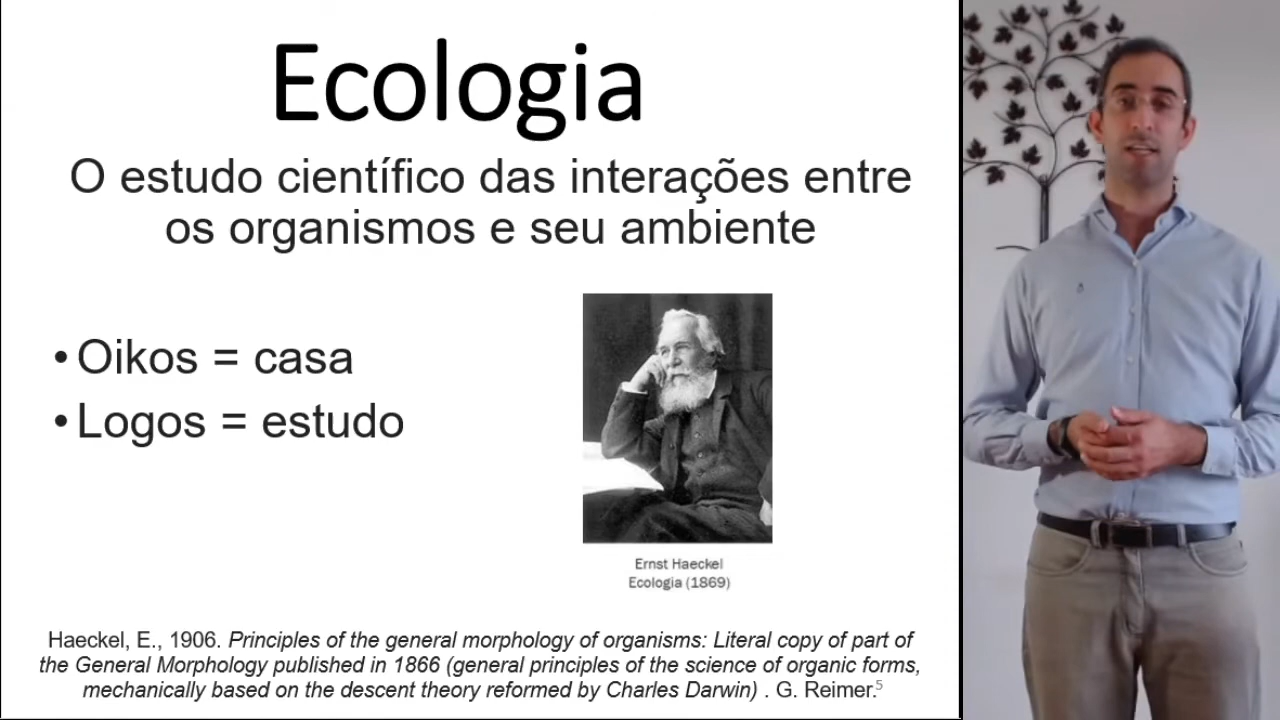 Ecologia
O estudo científico das interações entre
os organismos e seu ambiente
• Oikos = casa
• Logos = estudo
Ernst Haeckel
Ecologia (1869)
Haeckel, E., 1906. Principles of the general morphology of organisms: Literal copy of part of
the General Morphology published in 1866 (general principles of the science of organic forms,
mechanically based on the descent theory reformed by Charles Darwin) . G. Reimer.5